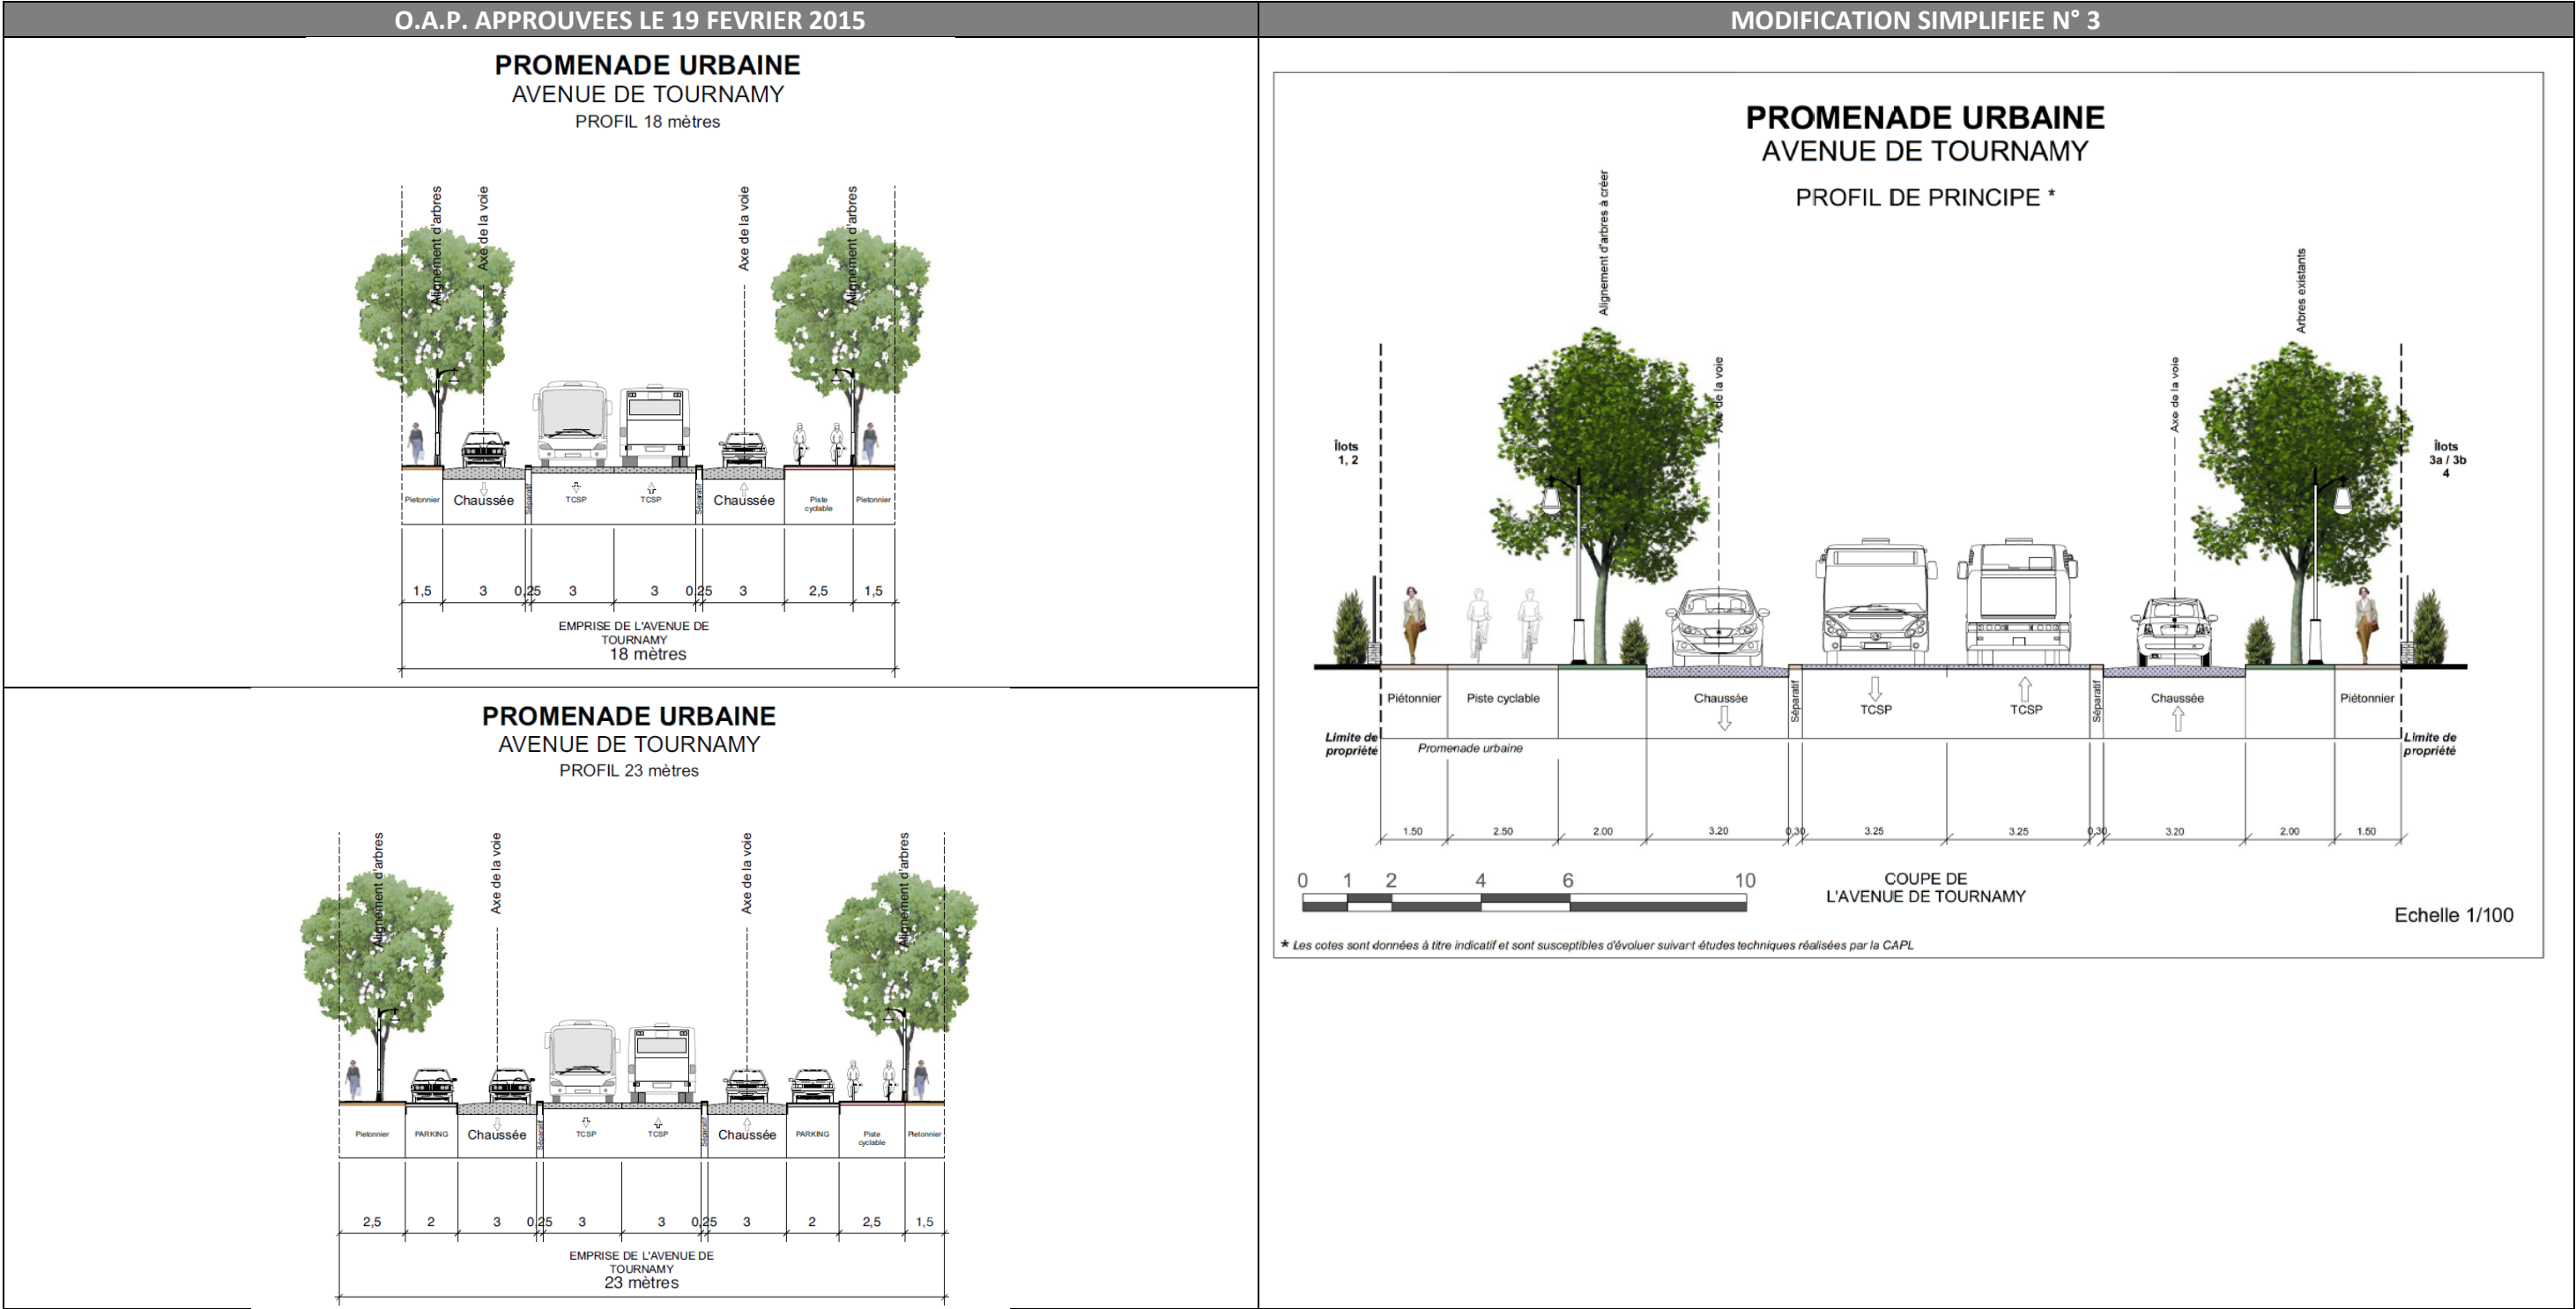 O.A.P. APPROUVEES LE 19 FEVRIER 2015
MODIFICATION SIMPLIFIEE N° 3
PROMENADE URBAINE
AVENUE DE TOURNAMY
PROFIL 18 mètres
Alignement d'arbres
Axe de la voie
Axe de la voie
Alignement d'arbres
Pietonnier
Chaussée
Séparatif
TCSP
TCSP
Séparatif
Chaussée
Piste
cyclable
Pietonnier
1,5 3 0,25 3 3 0,25 3 2,5 1,5
EMPRISE DE L'AVENUE DE
TOURNAMY
18 mètres
PROMENADE URBAINE
AVENUE DE TOURNAMY
PROFIL 23 mètres
Alignement d'arbres
Axe de la voie
Axe de la voie
Alignement d'arbres
Pietonnier
PARKING
Chaussée
Séparatif
TCSP
TCSP
Séparatif
Chaussée
PARKING
Piste
cyclable
Pietonnier
2,5 2 3 0,25 3 3 0,25 3 2 2,5 1,5
EMPRISE DE L'AVENUE DE
TOURNAMY
23 mètres
PROMENADE URBAINE
AVENUE DE TOURNAMY
PROFIL DE PRINCIPE *
Alignement d'arbres à créer
Axe de la voie
Axe de la voie
Arbres existants
Îlots
1, 2
Îlots
3a / 3b
4
Piétonnier
Piste cyclable
Chaussée
Séparatif
TCSP
TCSP
Séparatif
Chaussée
Piétonnier
Limite de
propriété
Promenade urbaine
Limite de
propriété
1.50 2.50 2.00 3.20 0,30 3.25 3.25 0,30 3.20 2.00 1.50
0 1 2 4 6 10
COUPE DE
L'AVENUE DE TOURNAMY
Echelle 1/100
* Les cotes sont données à titre indicatif et sont susceptibles d'évoluer suivant études techniques réalisées par la CAPL